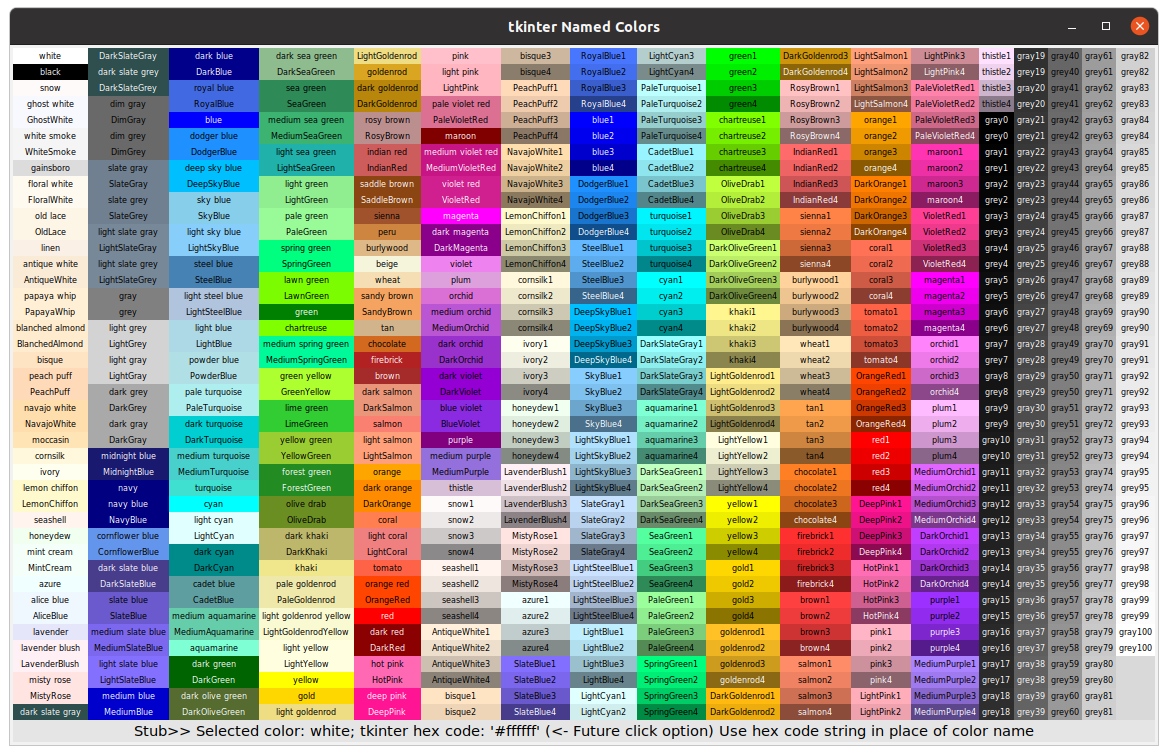 tkinter Named Colors
white
black
snow
ghost white
GhostWhite
white smoke
WhiteSmoke
gainsboro
floral white
FloralWhite
old lace
OldLace
linen
antique white
AntiqueWhite
papaya whip
PapayaWhip
blanched almond
BlanchedAlmond
bisque
peach puff
PeachPuff
navajo white
NavajoWhite
moccasin
cornsilk
ivory
lemon chiffon
LemonChiffon
seashell
honeydew
mint cream
MintCream
azure
alice blue
AliceBlue
lavender
lavender blush
LavenderBlush
misty rose
MistyRose
dark slate gray
DarkSlateGray
dark slate grey
DarkSlateGrey
dim gray
DimGray
dim grey
DimGrey
slate gray
SlateGray
slate grey
SlateGrey
light slate gray
LightSlateGray
light slate grey
LightSlateGrey
gray
grey
light grey
LightGrey
light gray
LightGray
dark grey
DarkGrey
dark gray
DarkGray
midnight blue
MidnightBlue
navy
navy blue
NavyBlue
cornflower blue
CornflowerBlue
dark slate blue
DarkSlateBlue
slate blue
SlateBlue
medium slate blue
MediumSlateBlue
light slate blue
LightSlateBlue
medium blue
MediumBlue
dark blue
DarkBlue
royal blue
RoyalBlue
blue
dodger blue
DodgerBlue
deep sky blue
DeepSkyBlue
sky blue
SkyBlue
light sky blue
LightSkyBlue
steel blue
SteelBlue
light steel blue
LightSteelBlue
light blue
LightBlue
powder blue
PowderBlue
pale turquoise
PaleTurquoise
dark turquoise
DarkTurquoise
medium turquoise
MediumTurquoise
turquoise
cyan
light cyan
LightCyan
dark cyan
DarkCyan
cadet blue
CadetBlue
medium aquamarine
MediumAquamarine
aquamarine
dark green
DarkGreen
dark olive green
DarkOliveGreen
dark sea green
DarkSeaGreen
sea green
SeaGreen
medium sea green
MediumSeaGreen
light sea green
LightSeaGreen
light green
LightGreen
pale green
PaleGreen
spring green
SpringGreen
lawn green
LawnGreen
green
chartreuse
medium spring green
MediumSpringGreen
green yellow
GreenYellow
lime green
LimeGreen
yellow green
YellowGreen
forest green
ForestGreen
olive drab
OliveDrab
dark khaki
DarkKhaki
khaki
pale goldenrod
PaleGoldenrod
light goldenrod yellow
LightGoldenrodYellow
light yellow
LightYellow
yellow
gold
light goldenrod
LightGoldenrod
goldenrod
dark goldenrod
DarkGoldenrod
rosy brown
RosyBrown
indian red
IndianRed
saddle brown
SaddleBrown
sienna
peru
burlywood
beige
wheat
sandy brown
SandyBrown
tan
chocolate
firebrick
brown
dark salmon
DarkSalmon
salmon
light salmon
LightSalmon
orange
dark orange
DarkOrange
coral
light coral
LightCoral
tomato
orange red
OrangeRed
red
dark red
DarkRed
hot pink
HotPink
deep pink
DeepPink
pink
light pink
LightPink
pale violet red
PaleVioletRed
maroon
medium violet red
MediumVioletRed
violet red
VioletRed
magenta
dark magenta
DarkMagenta
violet
plum
orchid
medium orchid
MediumOrchid
dark orchid
DarkOrchid
dark violet
DarkViolet
blue violet
BlueViolet
purple
medium purple
MediumPurple
thistle
snow1
snow2
snow3
snow4
seashell1
seashell2
seashell3
seashell4
AntiqueWhite1
AntiqueWhite2
AntiqueWhite3
AntiqueWhite4
bisque1
bisque2
bisque3
bisque4
PeachPuff1
PeachPuff2
PeachPuff3
PeachPuff4
NavajoWhite1
NavajoWhite2
NavajoWhite3
NavajoWhite4
LemonChiffon1
LemonChiffon2
LemonChiffon3
LemonChiffon4
cornsilk1
cornsilk2
cornsilk3
cornsilk4
ivory1
ivory2
ivory3
ivory4
honeydew1
honeydew2
honeydew3
honeydew4
LavenderBlush1
LavenderBlush2
LavenderBlush3
LavenderBlush4
MistyRose1
MistyRose2
MistyRose3
MistyRose4
azure1
azure2
azure3
azure4
SlateBlue1
SlateBlue2
SlateBlue3
SlateBlue4
RoyalBlue1
RoyalBlue2
RoyalBlue3
RoyalBlue4
blue1
blue2
blue3
blue4
DodgerBlue1
DodgerBlue2
DodgerBlue3
DodgerBlue4
SteelBlue1
SteelBlue2
SteelBlue3
SteelBlue4
DeepSkyBlue1
DeepSkyBlue2
DeepSkyBlue3
DeepSkyBlue4
SkyBlue1
SkyBlue2
SkyBlue3
SkyBlue4
LightSkyBlue1
LightSkyBlue2
LightSkyBlue3
LightSkyBlue4
SlateGray1
SlateGray2
SlateGray3
SlateGray4
LightSteelBlue1
LightSteelBlue2
LightSteelBlue3
LightSteelBlue4
LightBlue1
LightBlue2
LightBlue3
LightBlue4
LightCyan1
LightCyan2
LightCyan3
LightCyan4
PaleTurquoise1
PaleTurquoise2
PaleTurquoise3
PaleTurquoise4
CadetBlue1
CadetBlue2
CadetBlue3
CadetBlue4
turquoise1
turquoise2
turquoise3
turquoise4
cyan1
cyan2
cyan3
cyan4
DarkSlateGray1
DarkSlateGray2
DarkSlateGray3
DarkSlateGray4
aquamarine1
aquamarine2
aquamarine3
aquamarine4
DarkSeaGreen1
DarkSeaGreen2
DarkSeaGreen3
DarkSeaGreen4
SeaGreen1
SeaGreen2
SeaGreen3
SeaGreen4
PaleGreen1
PaleGreen2
PaleGreen3
PaleGreen4
SpringGreen1
SpringGreen2
SpringGreen3
SpringGreen4
green1
green2
green3
green4
chartreuse1
chartreuse2
chartreuse3
chartreuse4
OliveDrab1
OliveDrab2
OliveDrab3
OliveDrab4
DarkOliveGreen1
DarkOliveGreen2
DarkOliveGreen3
DarkOliveGreen4
khaki1
khaki2
khaki3
khaki4
LightGoldenrod1
LightGoldenrod2
LightGoldenrod3
LightGoldenrod4
LightYellow1
LightYellow2
LightYellow3
LightYellow4
yellow1
yellow2
yellow3
yellow4
gold1
gold2
gold3
gold4
goldenrod1
goldenrod2
goldenrod3
goldenrod4
DarkGoldenrod1
DarkGoldenrod2
DarkGoldenrod3
DarkGoldenrod4
RosyBrown1
RosyBrown2
RosyBrown3
RosyBrown4
IndianRed1
IndianRed2
IndianRed3
IndianRed4
sienna1
sienna2
sienna3
sienna4
burlywood1
burlywood2
burlywood3
burlywood4
wheat1
wheat2
wheat3
wheat4
tan1
tan2
tan3
tan4
chocolate1
chocolate2
chocolate3
chocolate4
firebrick1
firebrick2
firebrick3
firebrick4
brown1
brown2
brown3
brown4
salmon1
salmon2
salmon3
salmon4
LightSalmon1
LightSalmon2
LightSalmon3
LightSalmon4
orange1
orange2
orange3
orange4
DarkOrange1
DarkOrange2
DarkOrange3
DarkOrange4
coral1
coral2
coral3
coral4
tomato1
tomato2
tomato3
tomato4
OrangeRed1
OrangeRed2
OrangeRed3
OrangeRed4
red1
red2
red3
red4
DeepPink1
DeepPink2
DeepPink3
DeepPink4
HotPink1
HotPink2
HotPink3
HotPink4
pink1
pink2
pink3
pink4
LightPink1
LightPink2
LightPink3
LightPink4
PaleVioletRed1
PaleVioletRed2
PaleVioletRed3
PaleVioletRed4
maroon1
maroon2
maroon3
maroon4
VioletRed1
VioletRed2
VioletRed3
VioletRed4
magenta1
magenta2
magenta3
magenta4
orchid1
orchid2
orchid3
orchid4
plum1
plum2
plum3
plum4
MediumOrchid1
MediumOrchid2
MediumOrchid3
MediumOrchid4
DarkOrchid1
DarkOrchid2
DarkOrchid3
DarkOrchid4
purple1
purple2
purple3
purple4
MediumPurple1
MediumPurple2
MediumPurple3
MediumPurple4
thistle1
thistle2
thistle3
thistle4
gray0
grey0
gray1
grey1
gray2
grey2
gray3
grey3
gray4
grey4
gray5
grey5
gray6
grey6
gray7
grey7
gray8
grey8
gray9
grey9
gray10
grey10
gray11
grey11
gray12
grey12
gray13
grey13
gray14
grey14
gray15
grey15
gray16
grey16
gray17
grey17
gray18
grey18
gray19
grey19
gray20
grey20
gray21
grey21
gray22
grey22
gray23
grey23
gray24
grey24
gray25
grey25
gray26
grey26
gray27
grey27
gray28
grey28
gray29
grey29
gray30
grey30
gray31
grey31
gray32
grey32
gray33
grey33
gray34
grey34
gray35
grey35
gray36
grey36
gray37
grey37
gray38
grey38
gray39
grey39
gray40
grey40
gray41
grey41
gray42
grey42
gray43
grey43
gray44
grey44
gray45
grey45
gray46
grey46
gray47
grey47
gray48
grey48
gray49
grey49
gray50
grey50
gray51
grey51
gray52
grey52
gray53
grey53
gray54
grey54
gray55
grey55
gray56
grey56
gray57
grey57
gray58
grey58
gray59
grey59
gray60
grey60
gray61
grey61
gray62
grey62
gray63
grey63
gray64
grey64
gray65
grey65
gray66
grey66
gray67
grey67
gray68
grey68
gray69
grey69
gray70
grey70
gray71
grey71
gray72
grey72
gray73
grey73
gray74
grey74
gray75
grey75
gray76
grey76
gray77
grey77
gray78
grey78
gray79
grey79
gray80
grey80
gray81
grey81
gray82
grey82
gray83
grey83
gray84
grey84
gray85
grey85
gray86
grey86
gray87
grey87
gray88
grey88
gray89
grey89
gray90
grey90
gray91
grey91
gray92
grey92
gray93
grey93
gray94
grey94
gray95
grey95
gray96
grey96
gray97
grey97
gray98
grey98
gray99
grey99
gray100
grey100
Stub>> Selected color: white; tkinter hex code: '#ffffff' (<- Future click option) Use hex code string in place of color name